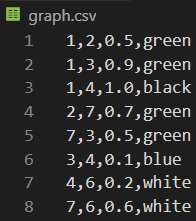 graph.csv
1 1,2,0.5,green
2 1,3,0.9,green
3 1,4,1.0,black
4 2,7,0.7,green
5 7,3,0.5,green
6 3,4,0.1,blue
7 4,6,0.2,white
8 7,6,0.6,white